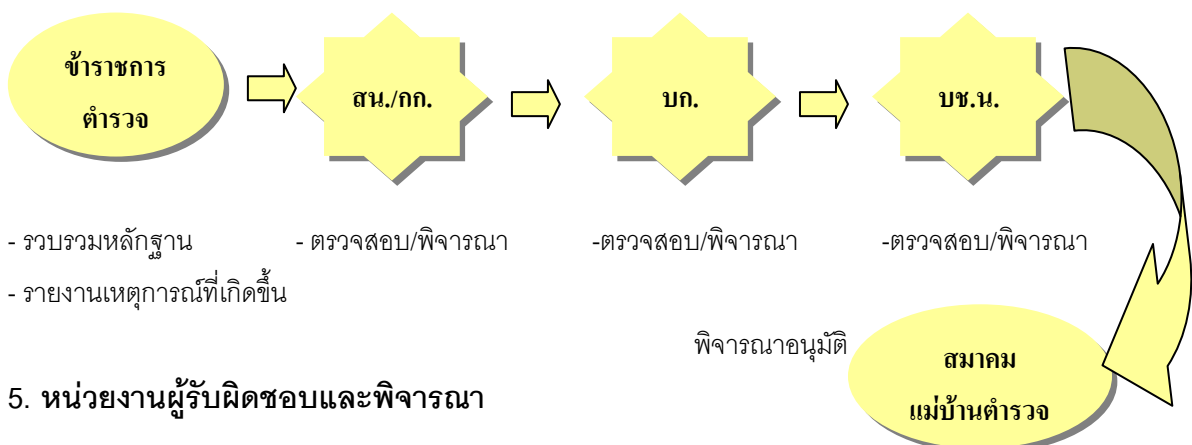 ข้าราชการ
ตำรวจ
สน./กก.
บก.
บช.น.
- รวบรวมหลักฐาน
- ตรวจสอบ/พิจารณา
-ตรวจสอบ/พิจารณา
-ตรวจสอบ/พิจารณา
- รายงานเหตุการณ์ที่เกิดขึ้น
พิจารณาอนุมัติ
สมาคม
แม่บ้านตำรวจ
5. หน่วยงานผู้รับผิดชอบและพิจารณา